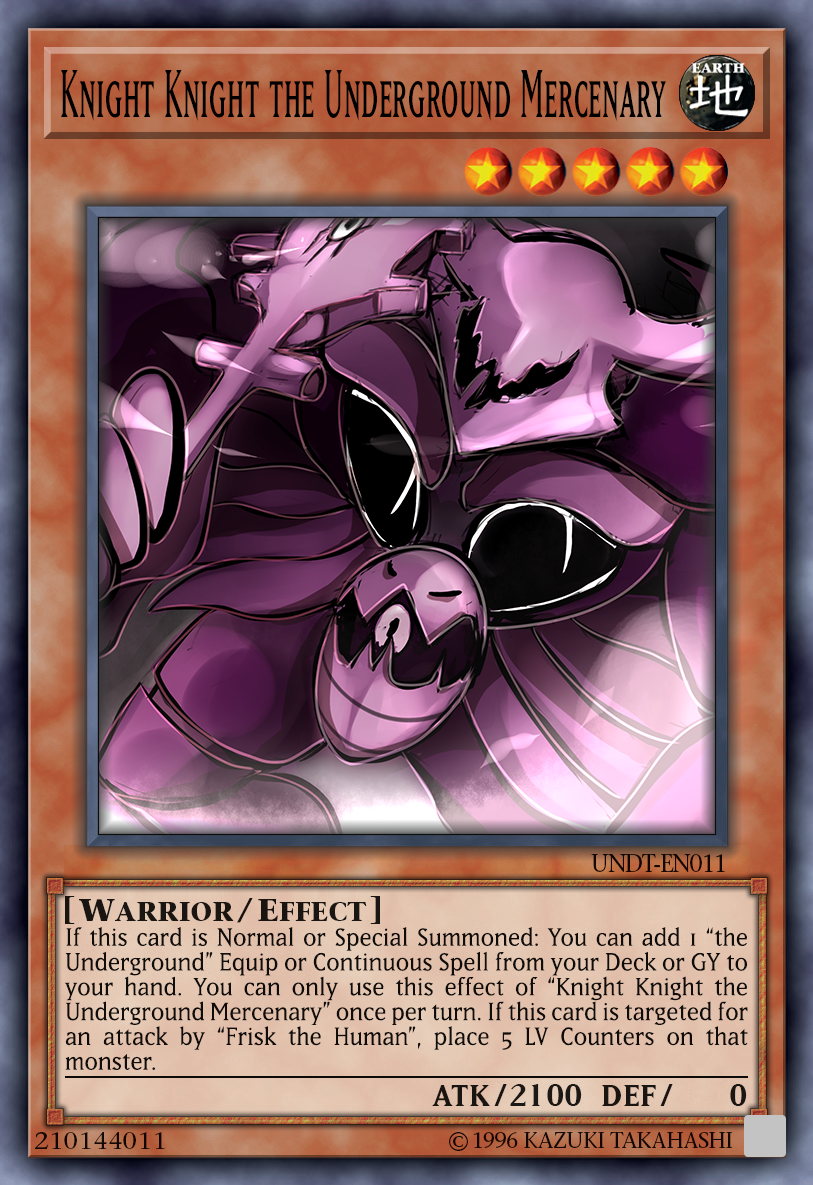 Knight Knight the Underground Mercenary
EARTH
地
UNDT-EN011
[Warrior/Effect]
If this card is Normal or Special Summoned: You can add 1 “the
Underground” Equip or Continuous Spell from your Deck or GY to
your hand. You can only use this effect of “Knight Knight the
Underground Mercenary” once per turn. If this card is targeted for
an attack by “Frisk the Human”, place 5 LV Counters on that
monster.
ATK/2100 DEF/ 0
210144011
© 1996 KAZUKI TAKAHASHI